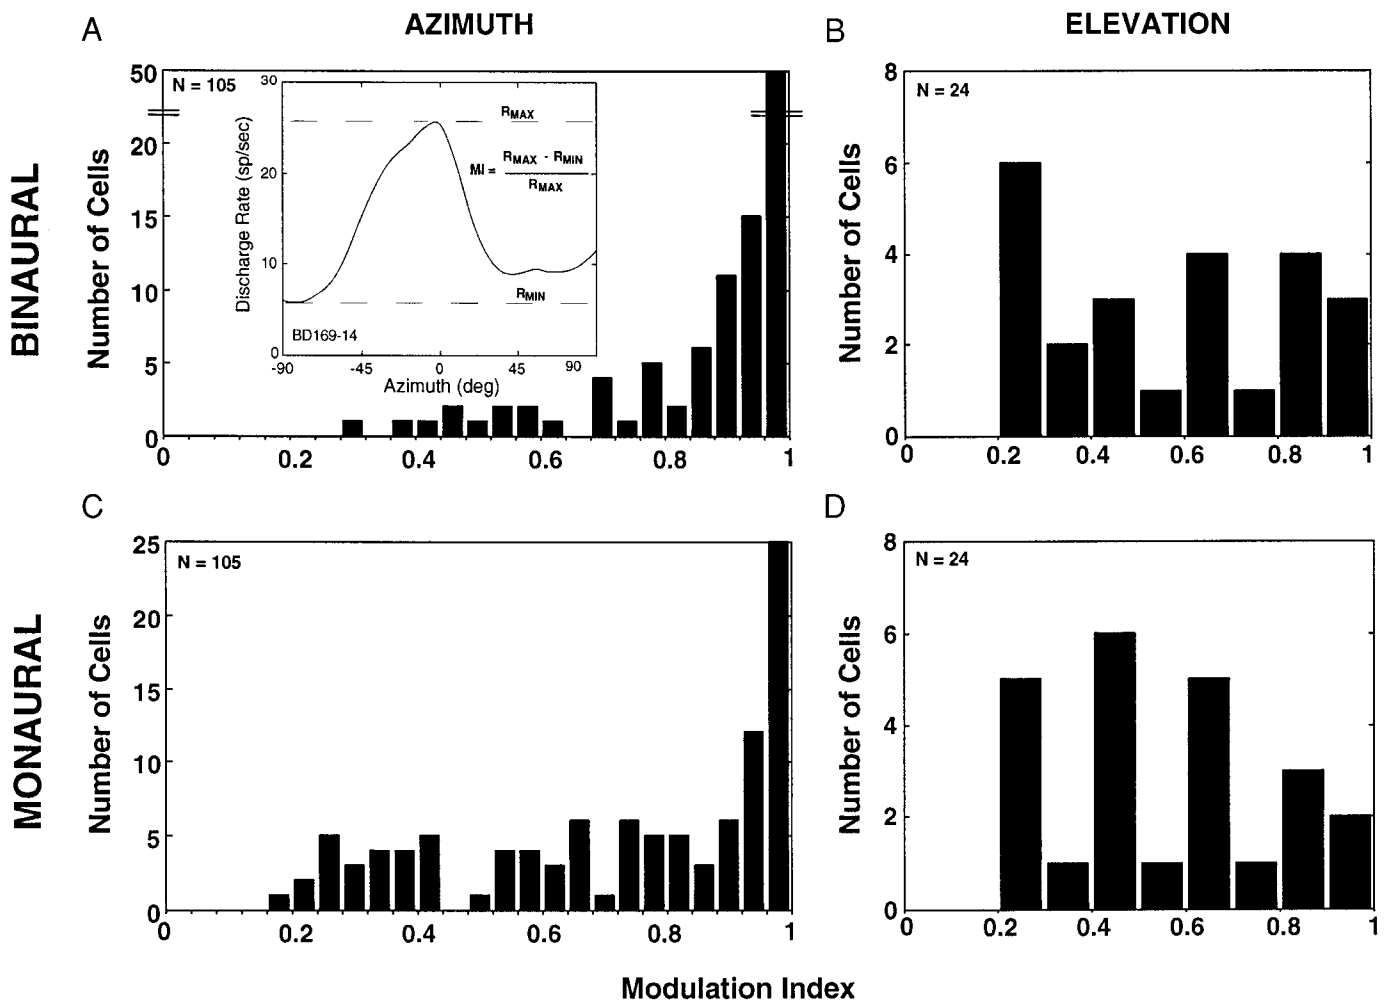 A
AZIMUTH
B
ELEVATION
BINAURAL
Number of Cells
50
20
15
10
5
0
N = 105
Discharge Rate (sp/sec)
30
20
10
0
RMAX
MI = RMAX - RMIN
RMAX
RMIN
BD169-14
-90 -45 0 45 90
Azimuth (deg)
0 0.2 0.4 0.6 0.8 1
Number of Cells
8
6
4
2
0
N = 24
0 0.2 0.4 0.6 0.8 1
C
D
MONAURAL
Number of Cells
25
20
15
10
5
0
N = 105
0 0.2 0.4 0.6 0.8 1
Number of Cells
8
6
4
2
0
N = 24
0 0.2 0.4 0.6 0.8 1
Modulation Index